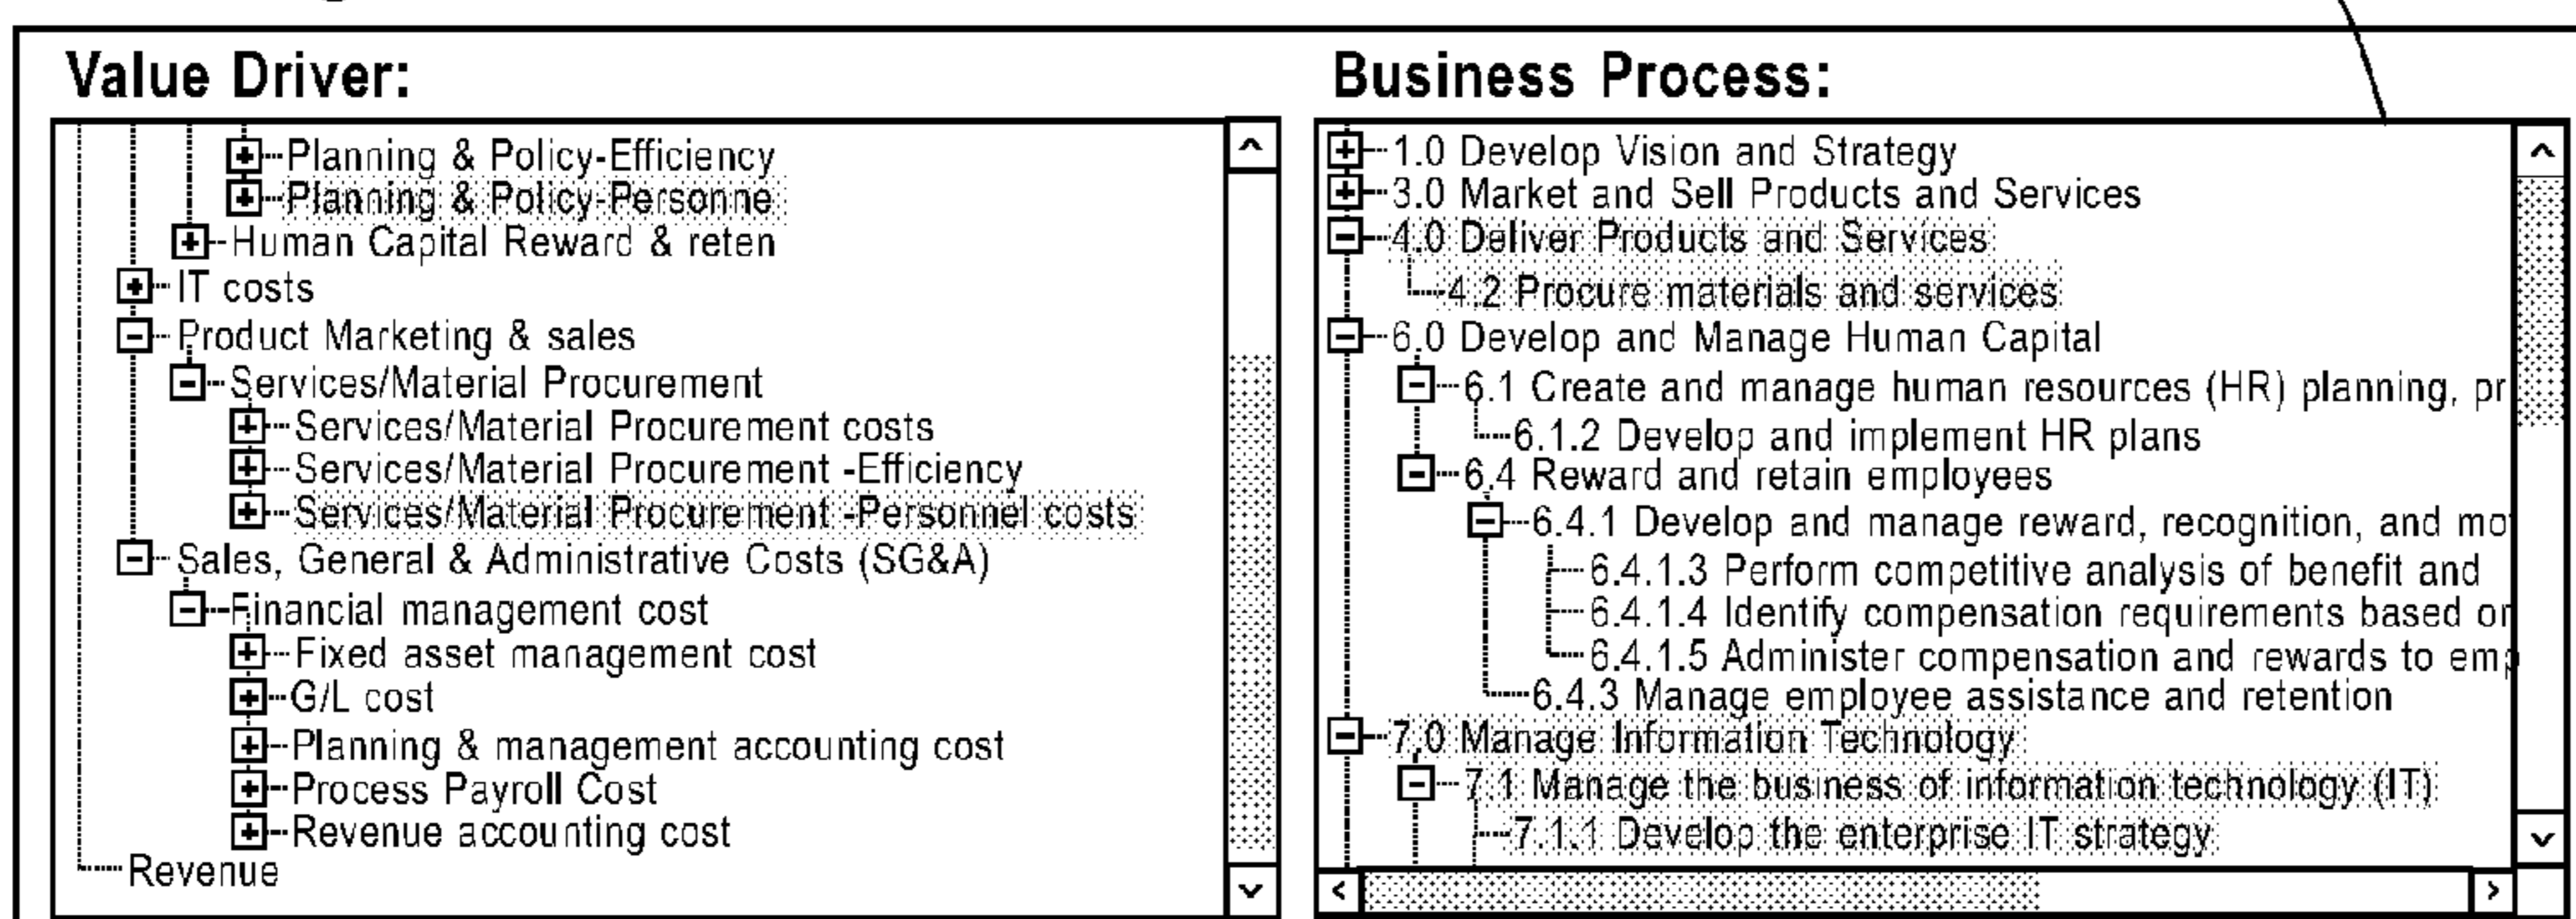 Value Driver:
Planning & Policy-Efficiency
Planning & Policy-Personne
Human Capital Reward & reten
IT costs
Product Marketing & sales
Services/Material Procurement
Services/Material Procurement costs
Services/Material Procurement -Efficiency
Services/Material Procurement -Personnel costs
Sales, General & Administrative Costs (SG&A)
Financial management cost
Fixed asset management cost
G/L cost
Planning & management accounting cost
Process Payroll Cost
Revenue accounting cost
Revenue
Business Process:
1.0 Develop Vision and Strategy
3.0 Market and Sell Products and Services
4.0 Deliver Products and Services
4.2 Procure materials and services
6.0 Develop and Manage Human Capital
6.1 Create and manage human resources (HR) planning, pr
6.1.2 Develop and implement HR plans
6.4 Reward and retain employees
6.4.1 Develop and manage reward, recognition, and mo
6.4.1.3 Perform competitive analysis of benefit and
6.4.1.4 Identify compensation requirements based or
6.4.1.5 Administer compensation and rewards to emp
6.4.3 Manage employee assistance and retention
7.0 Manage Information Technology
7.1 Manage the business of information technology (IT)
7.1.1 Develop the enterprise IT strategy